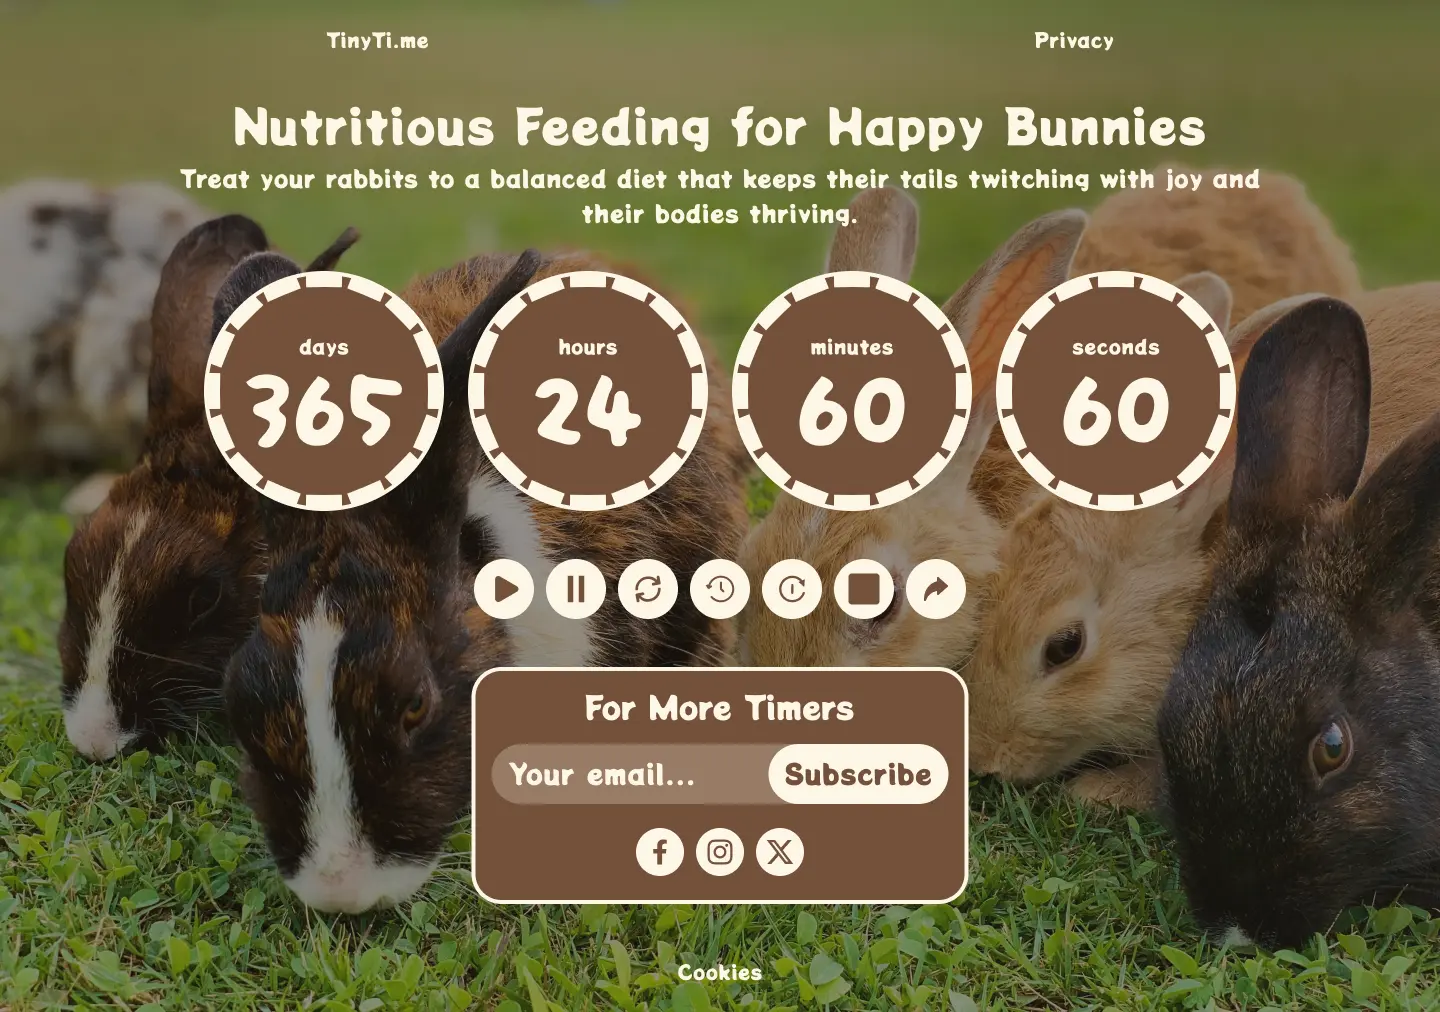 TinyTi.me
Privacy
Nutritious Feeding for Happy Bunnies
Treat your rabbits to a balanced diet that keeps their tails twitching with joy and
their bodies thriving.
days
365
hours
24
minutes
60
seconds
60
For More Timers
Your email...
Subscribe
Cookies